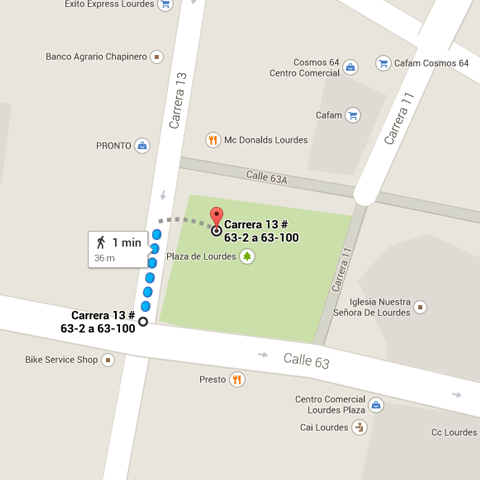 Exito Express Lourdes
Banco Agrario Chapinero
Carrera 13
Cosmos 64
Centro Comercial
Cafam Cosmos 64
Cafam
Carrera 11
Mc Donalds Lourdes
PRONTO
Calle 63A
Carrera 13 #
63-2 a 63-100
1 min
36 m
Plaza de Lourdes
Carrera 11
Iglesia Nuestra
Señora De Lourdes
Carrera 13 #
63-2 a 63-100
Bike Service Shop
Calle 63
Presto
Centro Comercial
Lourdes Plaza
Cai Lourdes
Cc Lourdes